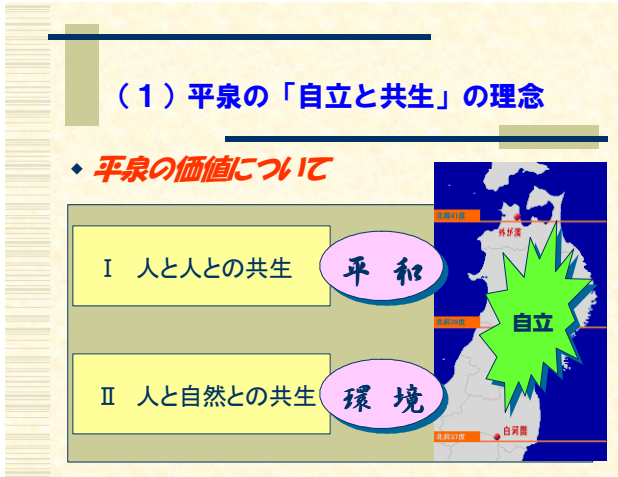 （１）平泉の「自立と共生」の理念
平泉の価値について
Ⅰ　人と人との共生
平 和
Ⅱ　人と自然との共生
環 境
北緯41度
外が濱
自立
北緯39度
北緯37度
白河関